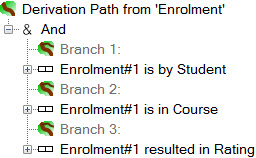 Derivation Path from 'Enrolment'
& And
Branch 1:
Enrolment#1 is by Student
Branch 2:
Enrolment#1 is in Course
Branch 3:
Enrolment#1 resulted in Rating